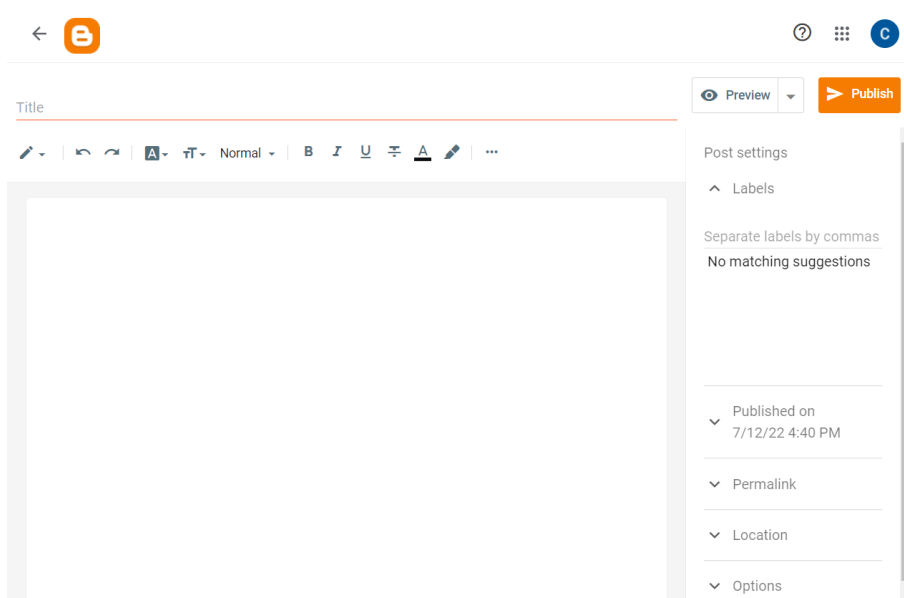 C
Title
Preview
Publish
A
TT
Normal
B I U T A
Post settings
Labels
Separate labels by commas
No matching suggestions
Published on
7/12/22 4:40 PM
Permalink
Location
Options